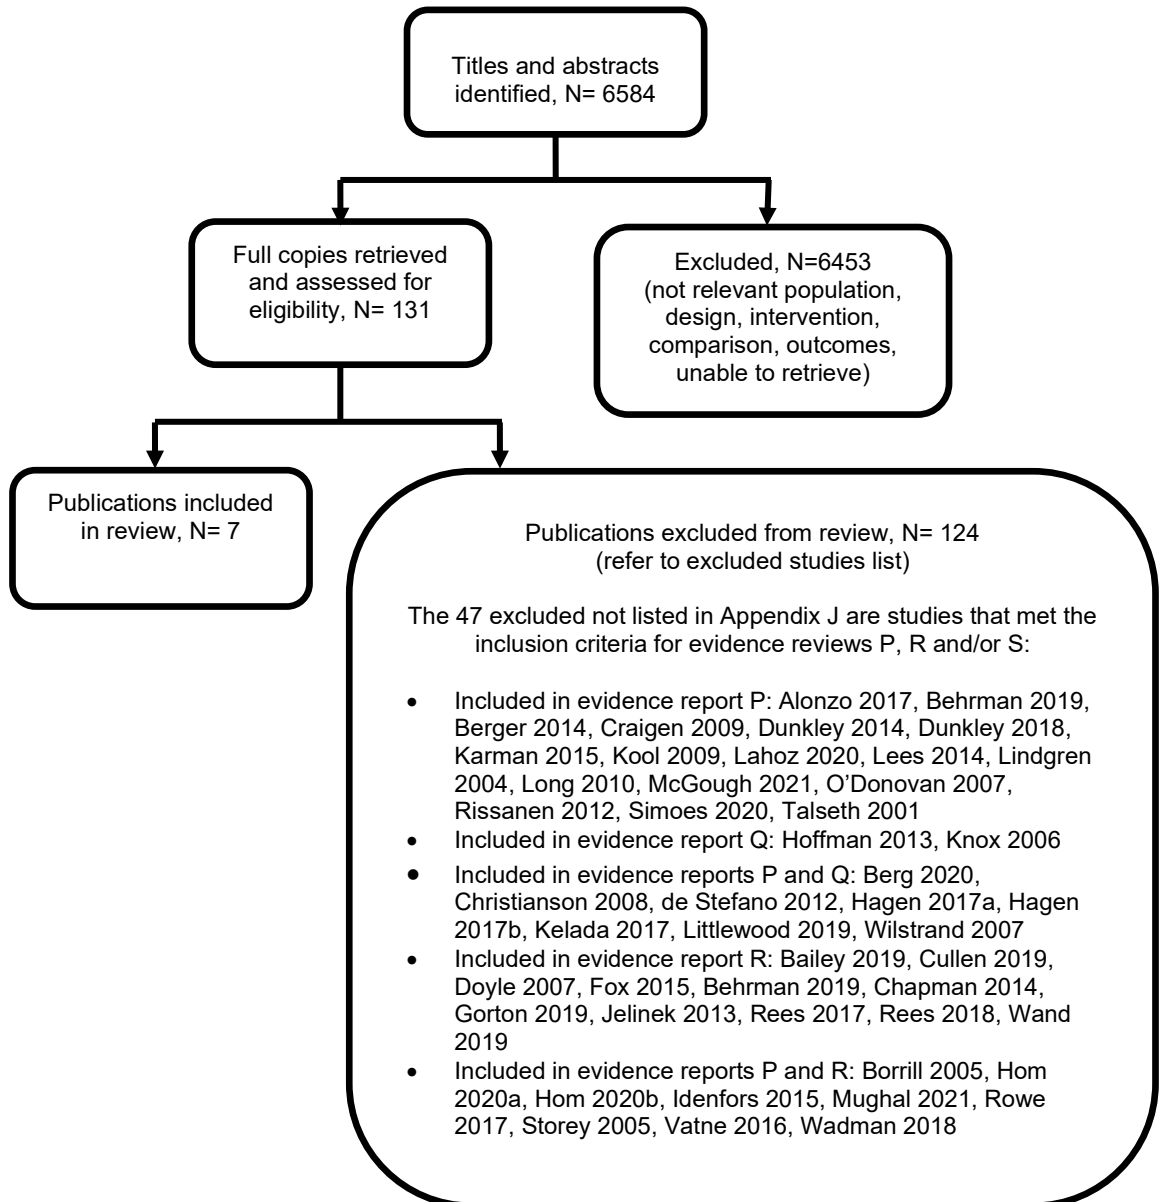 Titles and abstracts
identified, N= 6584
Full copies retrieved
and assessed for
eligibility, N= 131
Excluded, N=6453
(not relevant population,
design, intervention,
comparison, outcomes,
unable to retrieve)
Publications included
in review, N= 7
Publications excluded from review, N= 124
(refer to excluded studies list)
The 47 excluded not listed in Appendix J are studies that met the
inclusion criteria for evidence reviews P, R and/or S:
• Included in evidence report P: Alonzo 2017, Behrman 2019,
Berger 2014, Craigen 2009, Dunkley 2014, Dunkley 2018,
Karman 2015, Kool 2009, Lahoz 2020, Lees 2014, Lindgren
2004, Long 2010, McGough 2021, O’Donovan 2007,
Rissanen 2012, Simoes 2020, Talseth 2001
• Included in evidence report Q: Hoffman 2013, Knox 2006
• Included in evidence reports P and Q: Berg 2020,
Christianson 2008, de Stefano 2012, Hagen 2017a, Hagen
2017b, Kelada 2017, Littlewood 2019, Wilstrand 2007
• Included in evidence report R: Bailey 2019, Cullen 2019,
Doyle 2007, Fox 2015, Behrman 2019, Chapman 2014,
Gorton 2019, Jelinek 2013, Rees 2017, Rees 2018, Wand
2019
• Included in evidence reports P and R: Borrill 2005, Hom
2020a, Hom 2020b, Idenfors 2015, Mughal 2021, Rowe
2017, Storey 2005, Vatne 2016, Wadman 2018